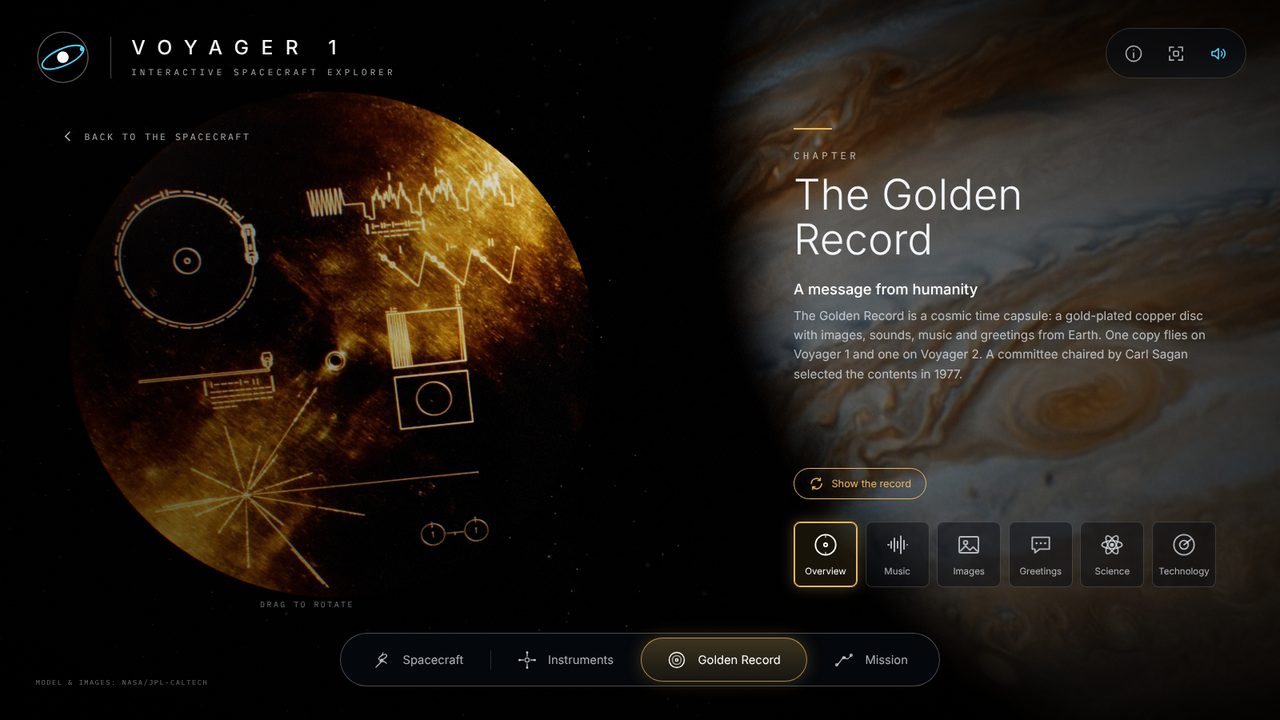 VOYAGER 1
INTERACTIVE SPACECRAFT EXPLORER
BACK TO THE SPACECRAFT
CHAPTER
The Golden
Record
A message from humanity
The Golden Record is a cosmic time capsule: a gold-plated copper disc
with images, sounds, music and greetings from Earth. One copy flies on
Voyager 1 and one on Voyager 2. A committee chaired by Carl Sagan
selected the contents in 1977.
Show the record
Overview Music Images Greetings Science Technology
DRAG TO ROTATE
Spacecraft Instruments Golden Record Mission
MODEL & IMAGES: NASA/JPL-CALTECH